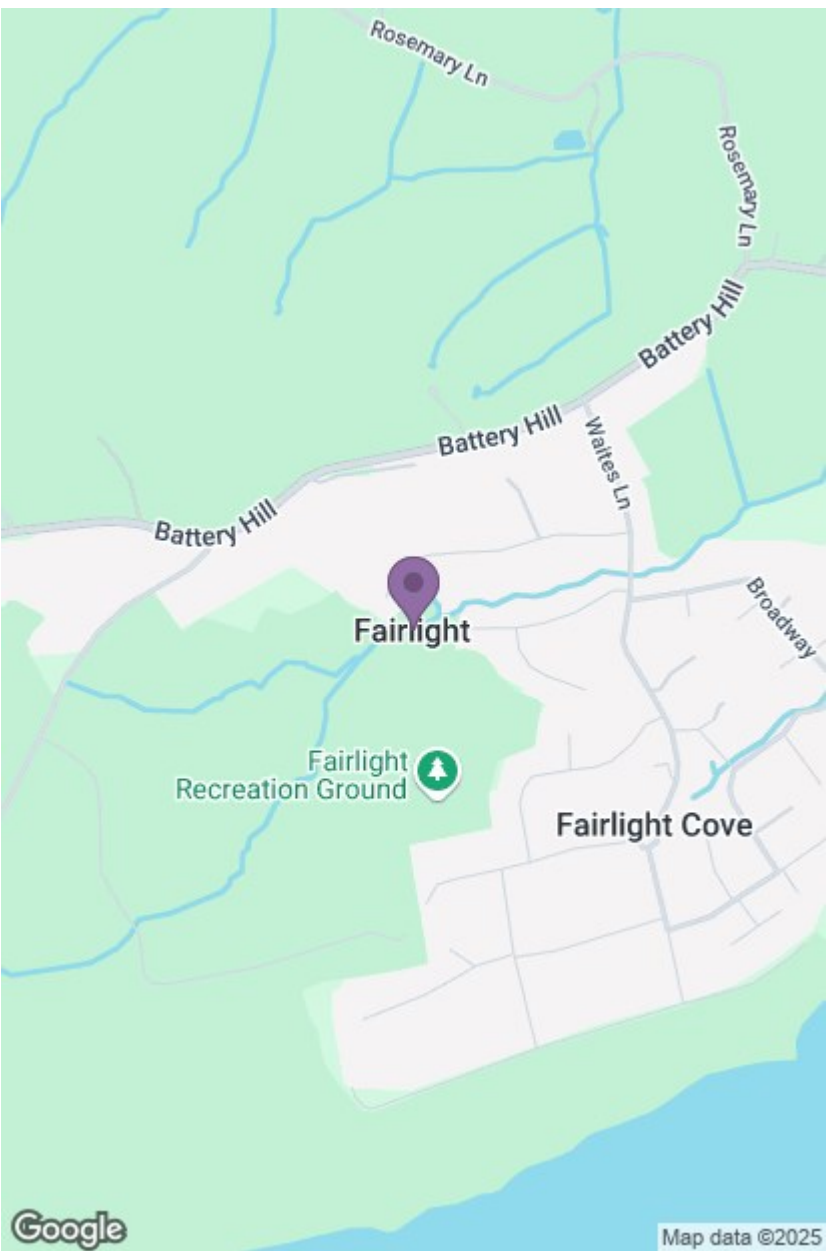 Rosemary Ln
Rosemary Ln
Battery Hill
Battery Hill
Waites Ln
Battery Hill
Broadway
Fairlight
Fairlight
Recreation Ground
Fairlight Cove
Google
Map data ©2025